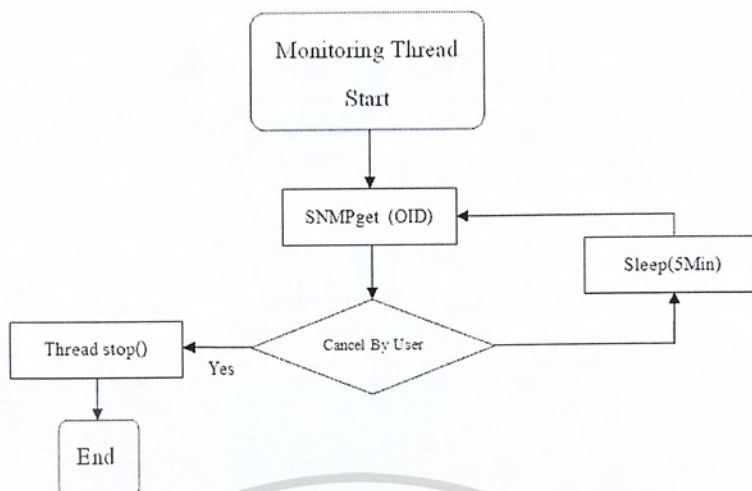 Monitoring Thread
Start
SNMPget (OID)
Sleep(5Min)
Cancel By User
Thread stop()
Yes
End